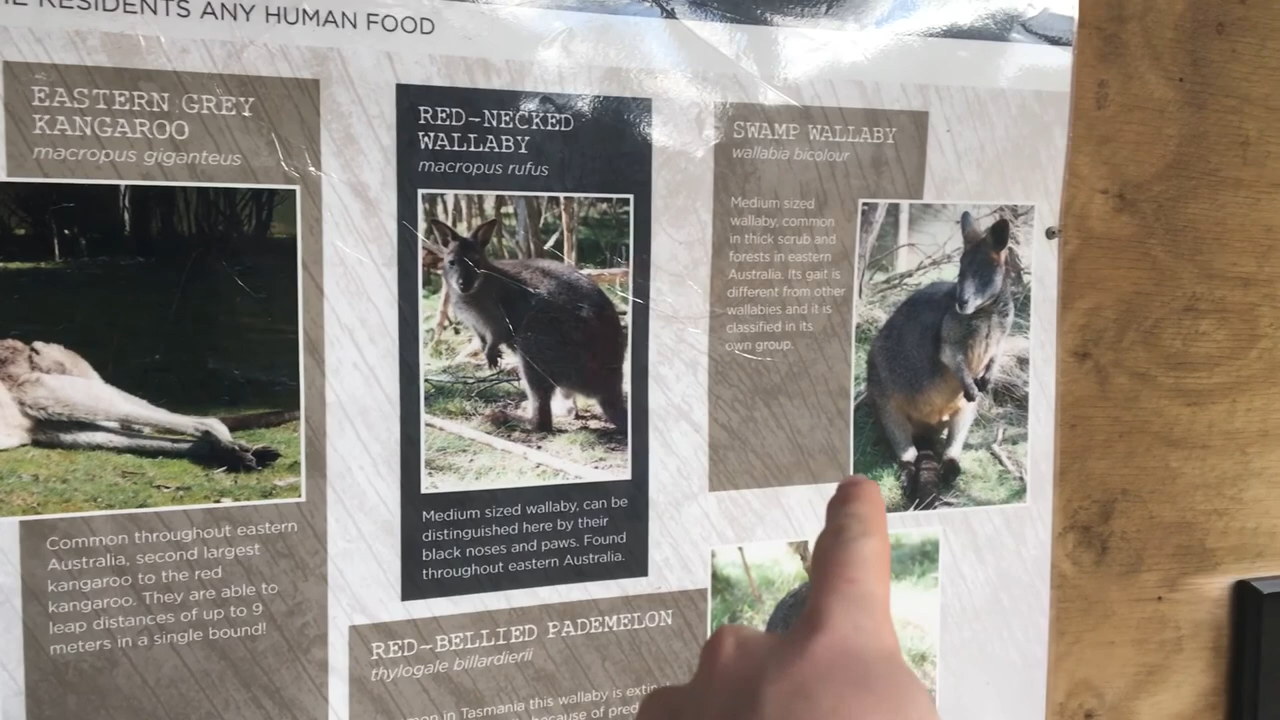 RESIDENTS ANY HUMAN FOOD
EASTERN GREY
KANGAROO
macropus giganteus
Common throughout eastern
Australia, second largest
kangaroo to the red
kangaroo. They are able to
leap distances of up to 9
meters in a single bound!
RED-NECKED
WALLABY
macropus rufus
Medium sized wallaby, can be
distinguished here by their
black noses and paws. Found
throughout eastern Australia.
SWAMP WALLABY
wallabia bicolour
Medium sized
wallaby, common
in thick scrub and
forests in eastern
Australia. Its gait is
different from other
wallabies and it is
classified in its
own group.
RED-BELLIED PADEMELON
thylogale billardierii
in Tasmania this wallaby is
because of